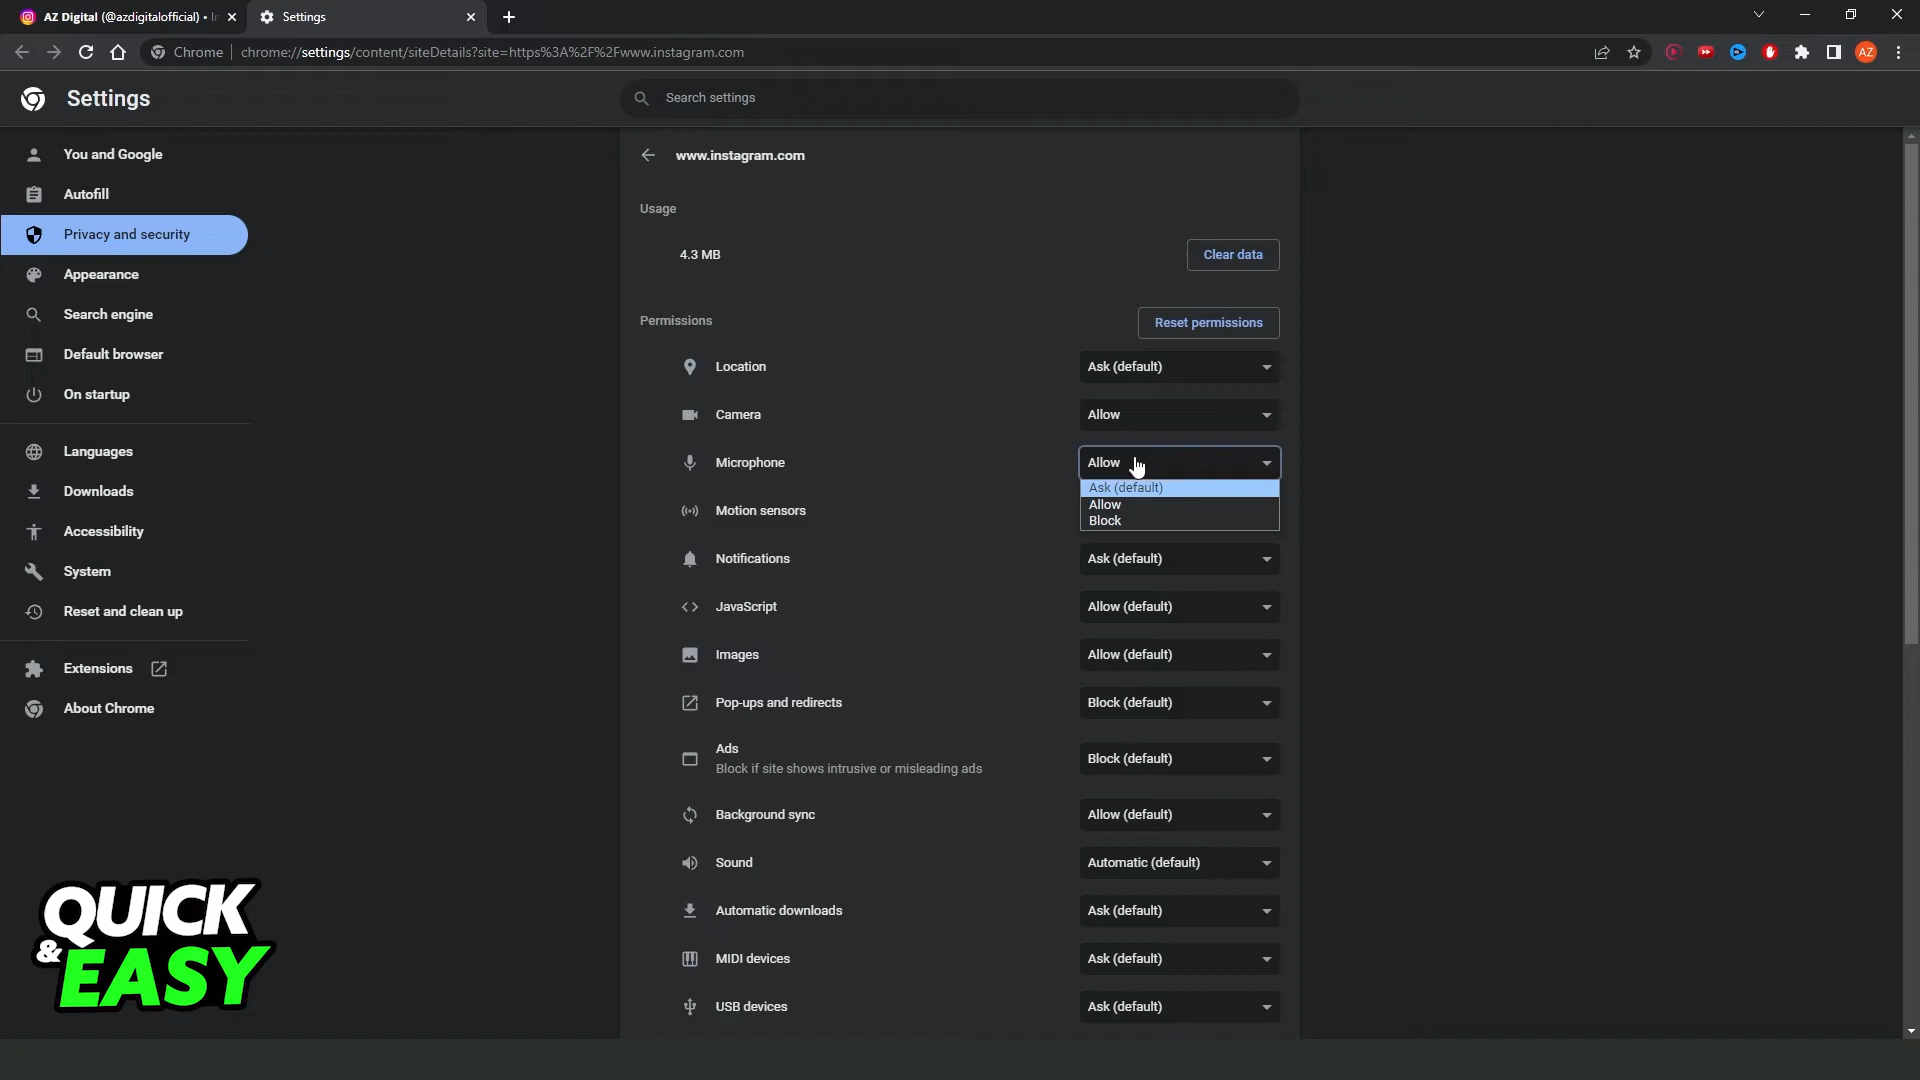 AZ Digital (@azdigitalofficial) •
Settings
Chrome
chrome://settings/content/siteDetails?site=https%3A%2F%2Fwww.instagram.com
AZ
Settings
Search settings
You and Google
Autofill
Privacy and security
Appearance
Search engine
Default browser
On startup
Languages
Downloads
Accessibility
System
Reset and clean up
Extensions
About Chrome
www.instagram.com
Usage
4.3 MB
Clear data
Permissions
Reset permissions
Location
Ask (default)
Camera
Allow
Microphone
Allow
Ask (default)
Allow
Block
Motion sensors
Notifications
Ask (default)
JavaScript
Allow (default)
Images
Allow (default)
Pop-ups and redirects
Block (default)
Ads
Block if site shows intrusive or misleading ads
Block (default)
Background sync
Allow (default)
Sound
Automatic (default)
Automatic downloads
Ask (default)
MIDI devices
Ask (default)
USB devices
Ask (default)
QUICK
&EASY